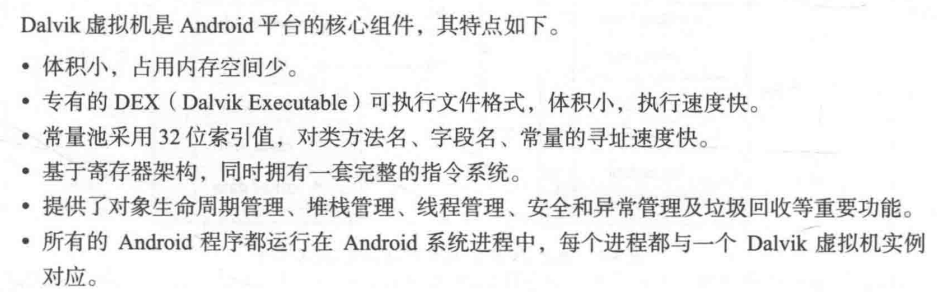 Dalvik 虚拟机是 Android 平台的核心组件，其特点如下。
• 体积小，占用内存空间少。
• 专有的 DEX（Dalvik Executable）可执行文件格式，体积小，执行速度快。
• 常量池采用 32 位索引值，对类方法名、字段名、常量的寻址速度快。
• 基于寄存器架构，同时拥有一套完整的指令系统。
• 提供了对象生命周期管理、堆栈管理、线程管理、安全和异常管理及垃圾回收等重要功能。
• 所有的 Android 程序都运行在 Android 系统进程中，每个进程都与一个 Dalvik 虚拟机实例
对应。